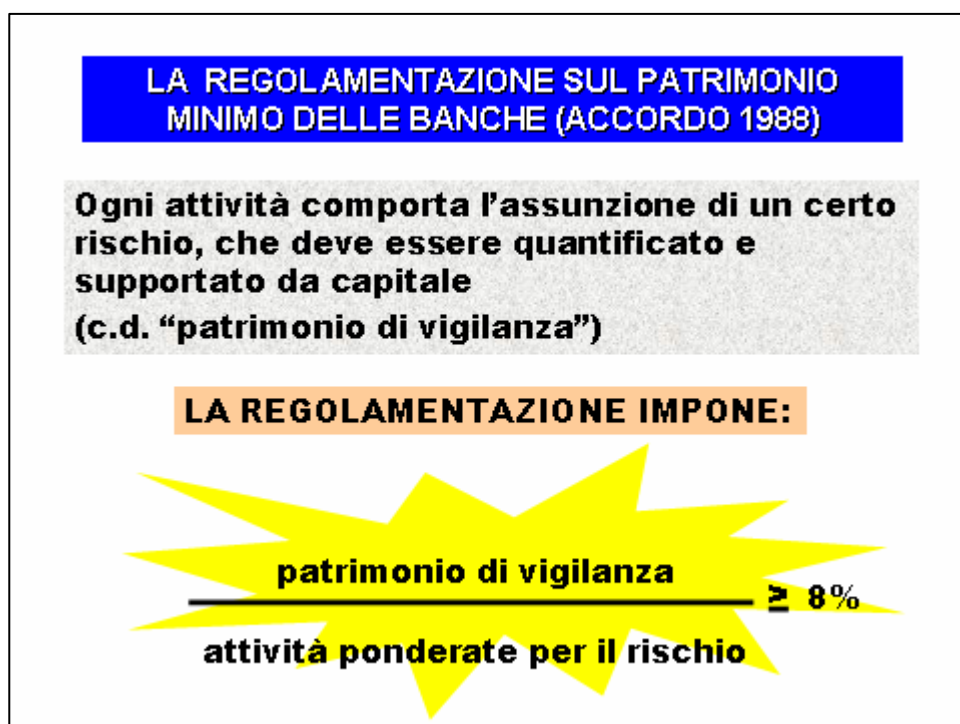 LA REGOLAMENTAZIONE SUL PATRIMONIO
MINIMO DELLE BANCHE (ACCORDO 1988)
Ogni attività comporta l'assunzione di un certo
rischio, che deve essere quantificato e
supportato da capitale
(c.d. “patrimonio di vigilanza”)
LA REGOLAMENTAZIONE IMPONE:
patrimonio di vigilanza
≥ 8%
attività ponderate per il rischio